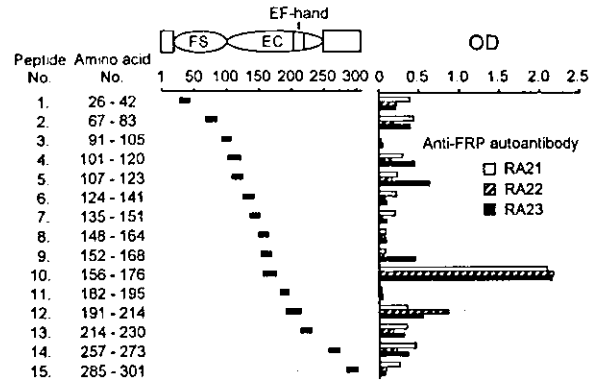 EF-hand
FS EC
OD
Peptide Amino acid
No. No.
1 50 100 150 200 250 300
0 0.5 1.0 1.5 2.0 2.5
1. 26 - 42
2. 67 - 83
3. 91 - 105
4. 101 - 120
5. 107 - 123
6. 124 - 141
7. 135 - 151
8. 148 - 164
9. 152 - 168
10. 156 - 176
11. 182 - 195
12. 191 - 214
13. 214 - 230
14. 257 - 273
15. 285 - 301
Anti-FRP autoantibody
RA21
RA22
RA23